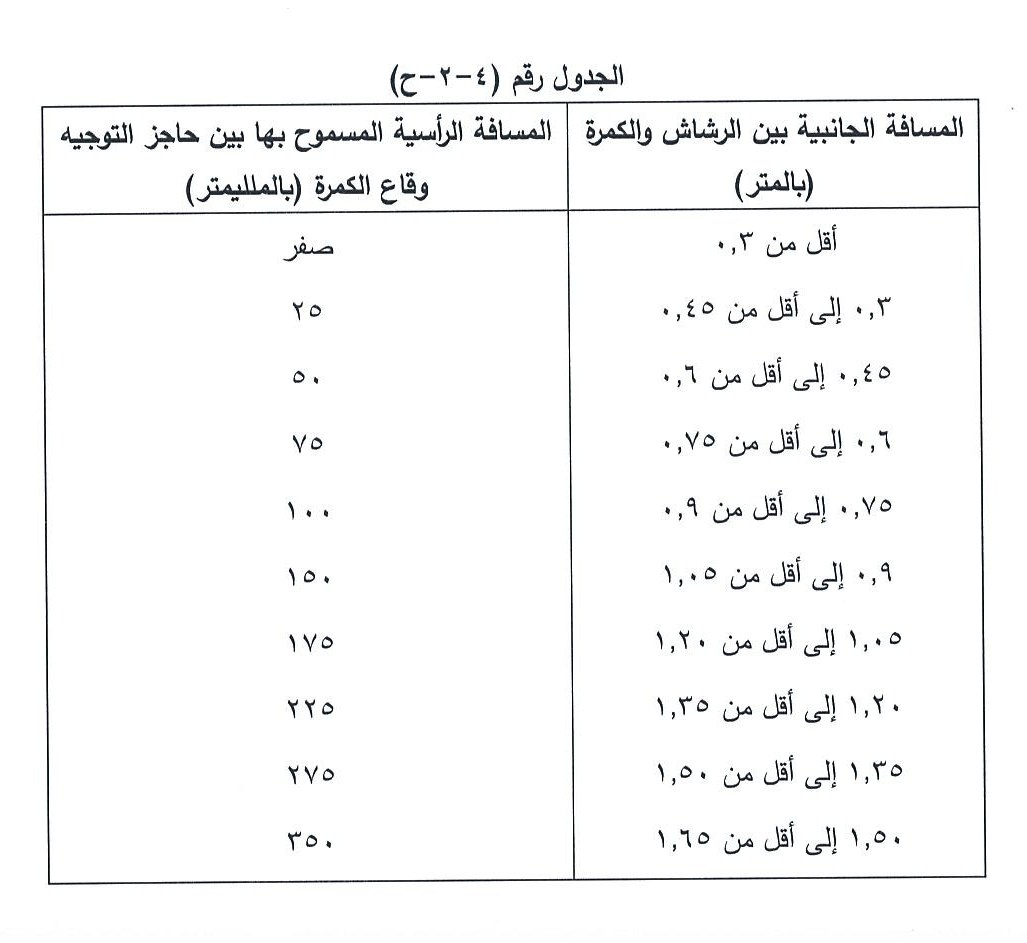 الجدول رقم (٤-٢-ح)
المسافة الجانبية بين الرشاش والكمرة المسافة الرأسية المسموح بها بين حاجز التوجيه
(بالمتر) وقاع الكمرة (بالملليمتر)
أقل من ٠,٣ صفر
٠,٣ إلى أقل من ٠,٤٥ ٢٥
٠,٤٥ إلى أقل من ٠,٦ ٥٠
٠,٦ إلى أقل من ٠,٧٥ ٧٥
٠,٧٥ إلى أقل من ٠,٩ ١٠٠
٠,٩ إلى أقل من ١,٠٥ ١٥٠
١,٠٥ إلى أقل من ١,٢٠ ١٧٥
١,٢٠ إلى أقل من ١,٣٥ ٢٢٥
١,٣٥ إلى أقل من ١,٥٠ ٢٧٥
١,٥٠ إلى أقل من ١,٦٥ ٣٥٠